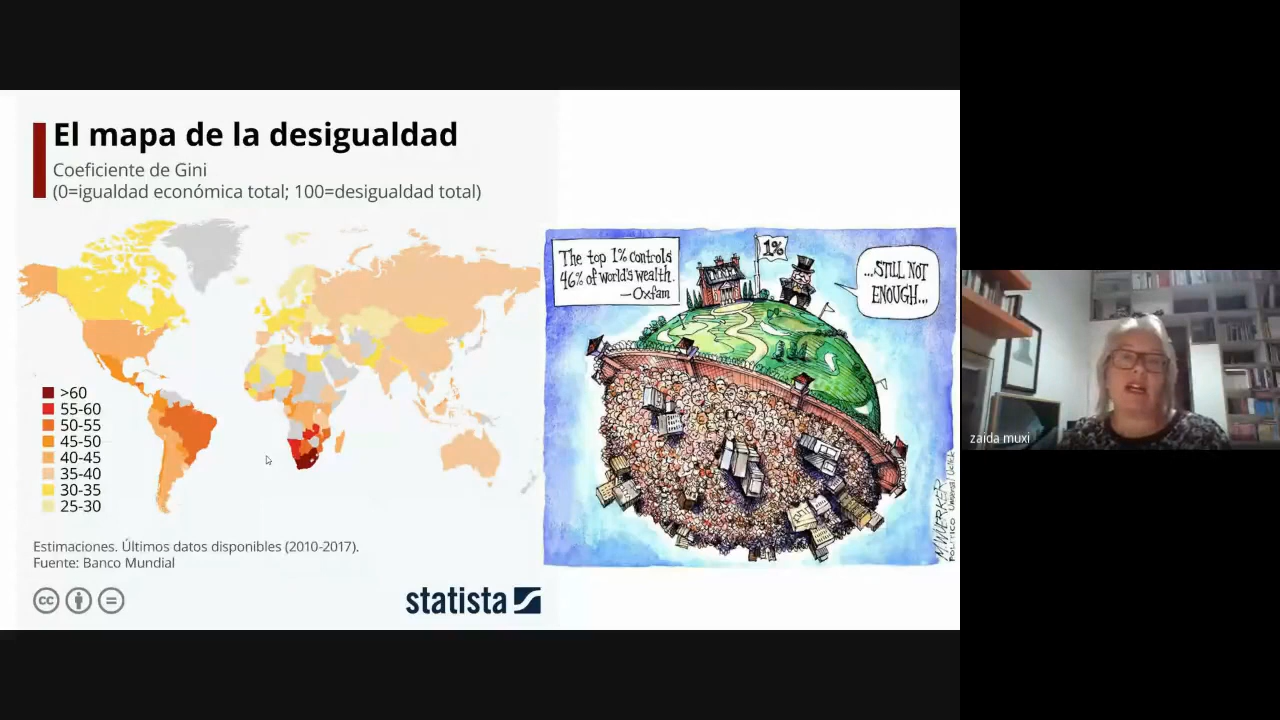 El mapa de la desigualdad
Coeficiente de Gini
(0=igualdad económica total; 100=desigualdad total)
>60
55-60
50-55
45-50
40-45
35-40
30-35
25-30
Estimaciones. Últimos datos disponibles (2010-2017).
Fuente: Banco Mundial
cc
statista
The top 1% controls
46% of world's wealth.
—Oxfam
1%
...STILL NOT
ENOUGH...
POLITICO
zaida muxi